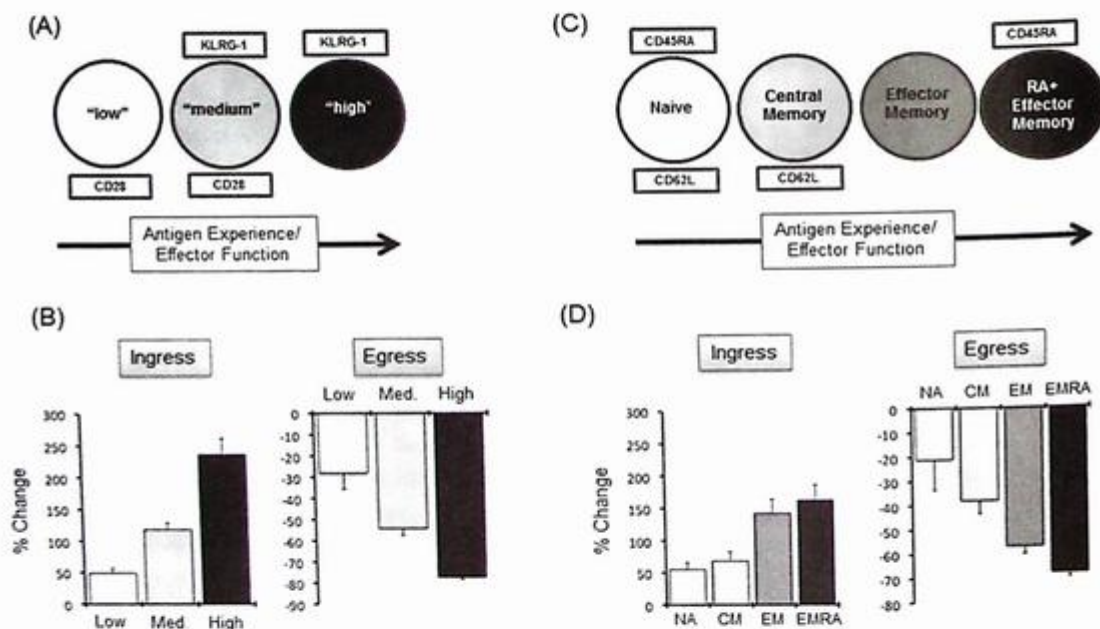 (A)
KLRG-1 KLRG-1
"low" "medium" "high"
CD28 CD28
Antigen Experience/
Effector Function
(B)
Ingress Egress
Low Med. High
% Change
300
250
200
150
100
50
0
Low Med. High
0
-10
-20
-30
-40
-50
-60
-70
-80
-90
(C)
CD45RA CD45RA
Naive
Central
Memory
Effector
Memory
RA+
Effector
Memory
CD62L CD62L
Antigen Experience/
Effector Function
(D)
Ingress Egress
NA CM EM EMRA
% Change
300
250
200
150
100
50
0
NA CM EM EMRA
0
-10
-20
-30
-40
-50
-60
-70
-80